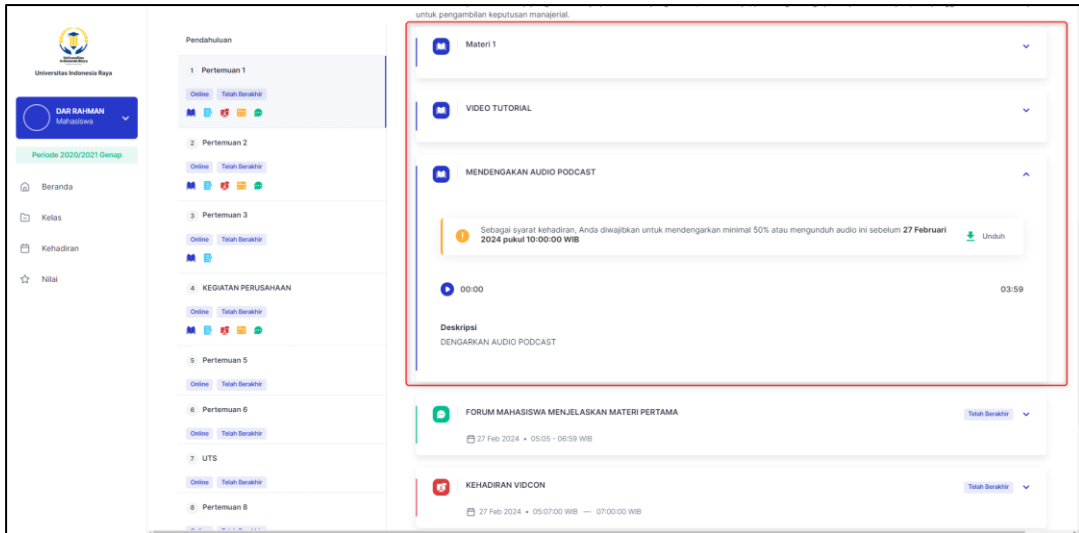 untuk pengambilan keputusan manajerial.
Universitas
Indonesia Raya
Universitas Indonesia Raya
DAR RAHMAN
Mahasiswa
Periode 2020/2021 Genap
Beranda
Kelas
Kehadiran
Nilai
Pendahuluan
1 Pertemuan 1
Online Telah Berakhir
2 Pertemuan 2
Online Telah Berakhir
3 Pertemuan 3
Online Telah Berakhir
4 KEGIATAN PERUSAHAAN
Online Telah Berakhir
5 Pertemuan 5
Online Telah Berakhir
6 Pertemuan 6
Online Telah Berakhir
7 UTS
Online Telah Berakhir
8 Pertemuan 8
Materi 1
VIDEO TUTORIAL
MENDENGAKAN AUDIO PODCAST
Sebagai syarat kehadiran, Anda diwajibkan untuk mendengarkan minimal 50% atau mengunduh audio ini sebelum 27 Februari
2024 pukul 10:00:00 WIB
Unduh
00:00
03:59
Deskripsi
DENGARKAN AUDIO PODCAST
FORUM MAHASISWA MENJELASKAN MATERI PERTAMA
Telah Berakhir
27 Feb 2024 • 05:05 - 06:59 WIB
KEHADIRAN VIDCON
Telah Berakhir
27 Feb 2024 • 05:07:00 WIB — 07:00:00 WIB